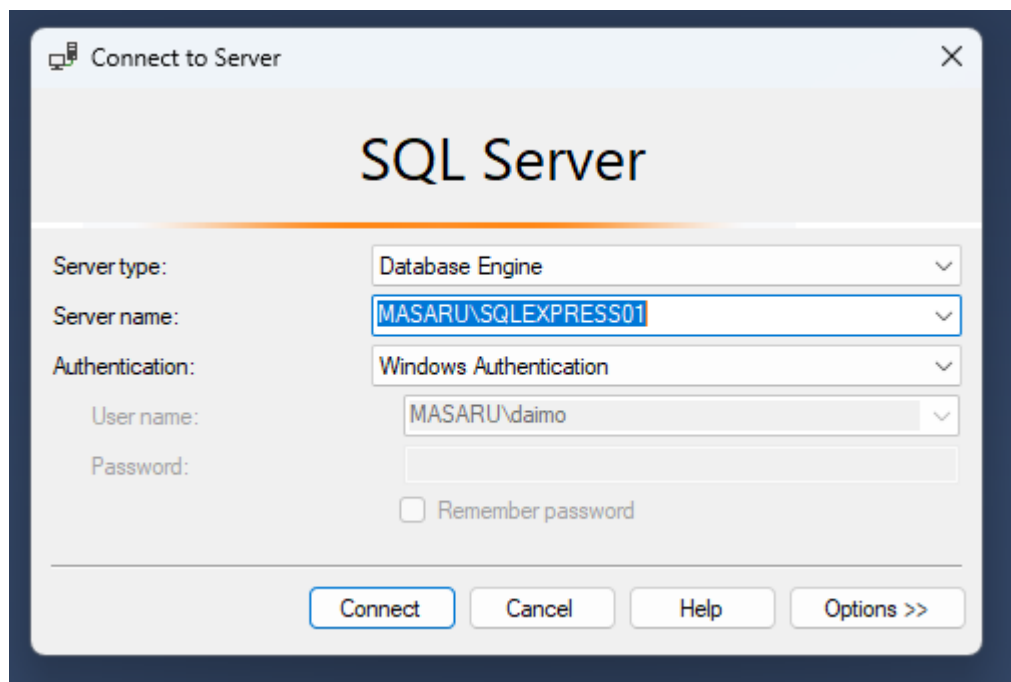 Connect to Server
SQL Server
Server type: Database Engine
Server name: MASARU\SQLEXPRESS01
Authentication: Windows Authentication
User name: MASARU\daimo
Password:
Remember password
Connect Cancel Help Options >>